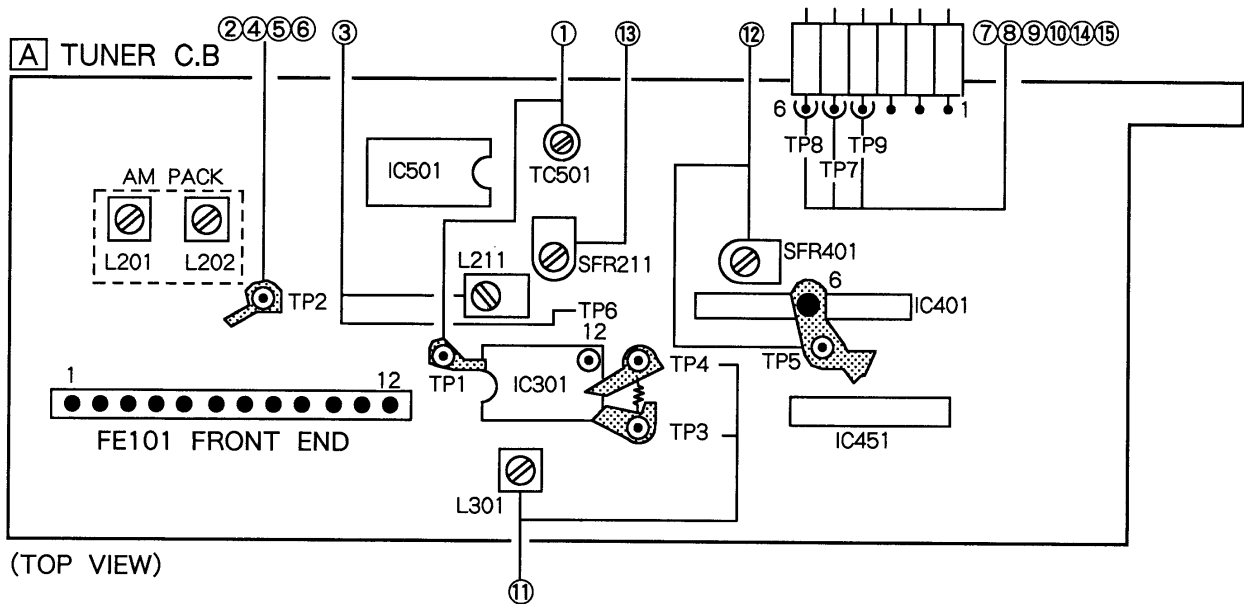 ②④⑤⑥ ③ ① ⑬ ⑫ ⑦⑧⑨⑩⑭⑮
A TUNER C.B
6 1
TP8 TP9
TP7
IC501
TC501
AM PACK
L201 L202
L211
SFR211
SFR401
TP2
TP6
6
IC401
12
TP1
IC301
TP4
TP5
1 12
TP3
FE101 FRONT END
IC451
L301
(TOP VIEW)
⑪